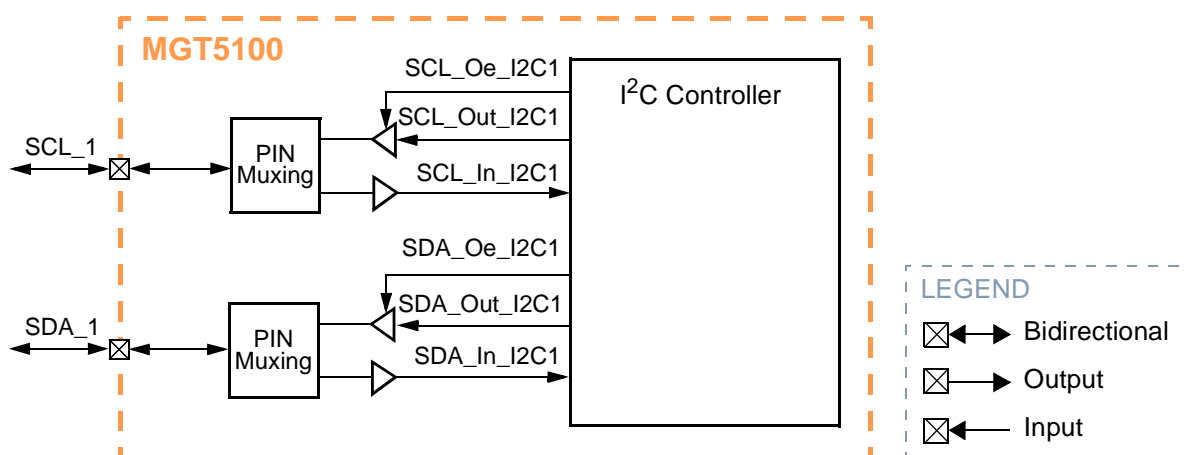 MGT5100
SCL_Oe_I2C1
I²C Controller
SCL_Out_I2C1
SCL_1
PIN
Muxing
SCL_In_I2C1
SDA_Oe_I2C1
SDA_Out_I2C1
SDA_1
PIN
Muxing
SDA_In_I2C1
LEGEND
Bidirectional
Output
Input